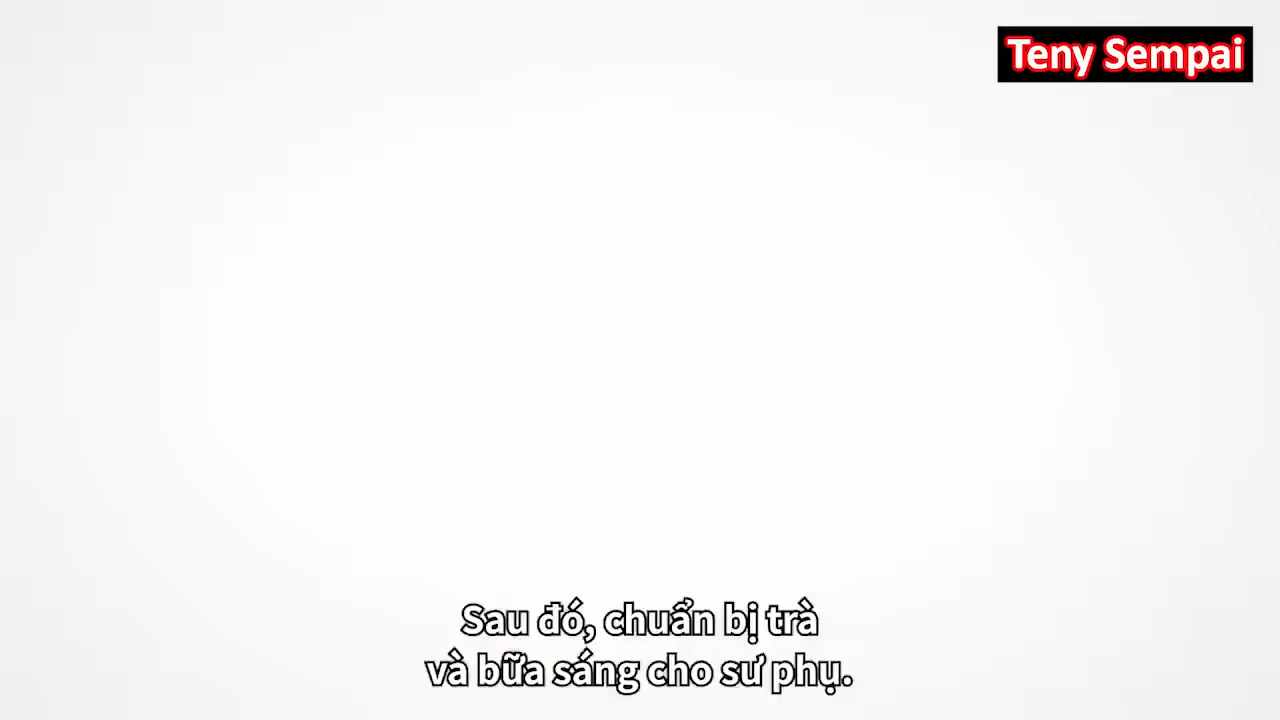 Teny Sempai
Sau đó, chuẩn bị trà
và bữa sáng cho sư phụ.